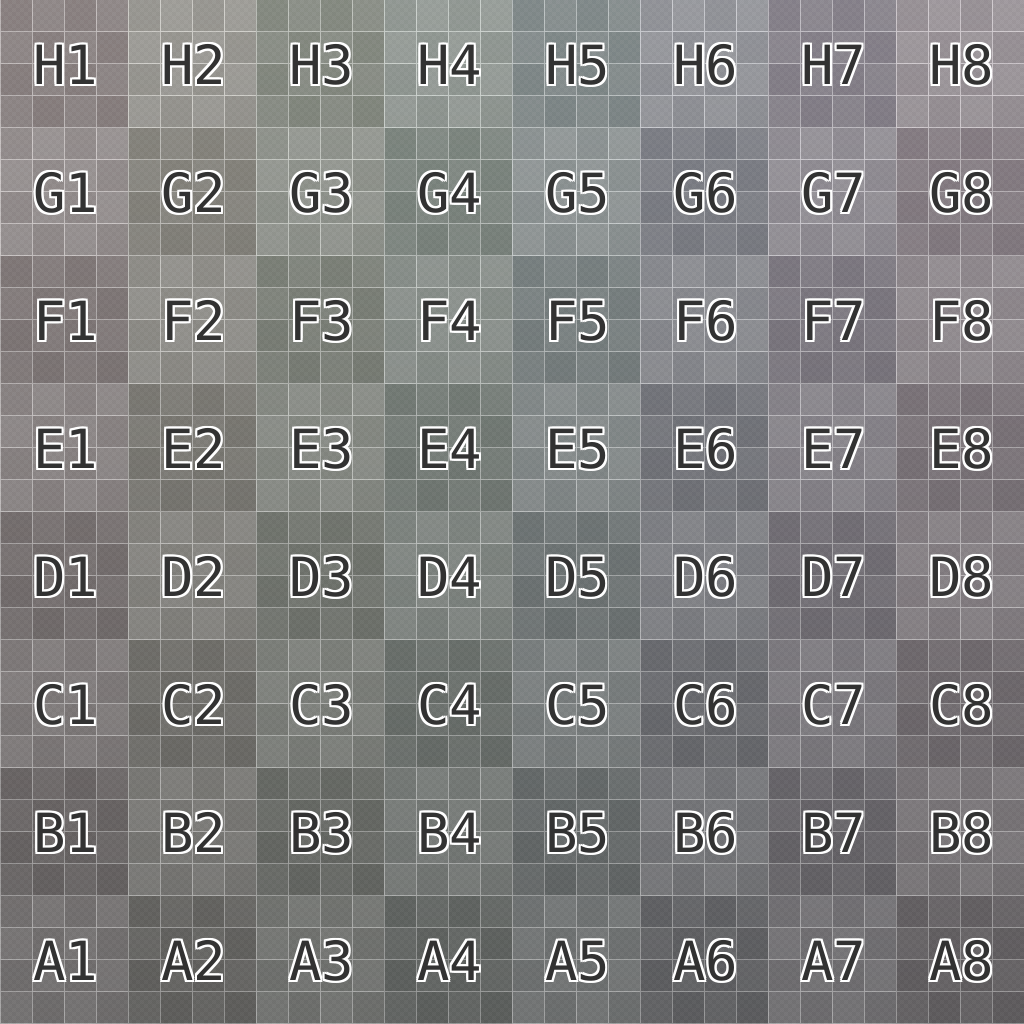 H1 H2 H3 H4 H5 H6 H7 H8
G1 G2 G3 G4 G5 G6 G7 G8
F1 F2 F3 F4 F5 F6 F7 F8
E1 E2 E3 E4 E5 E6 E7 E8
D1 D2 D3 D4 D5 D6 D7 D8
C1 C2 C3 C4 C5 C6 C7 C8
B1 B2 B3 B4 B5 B6 B7 B8
A1 A2 A3 A4 A5 A6 A7 A8